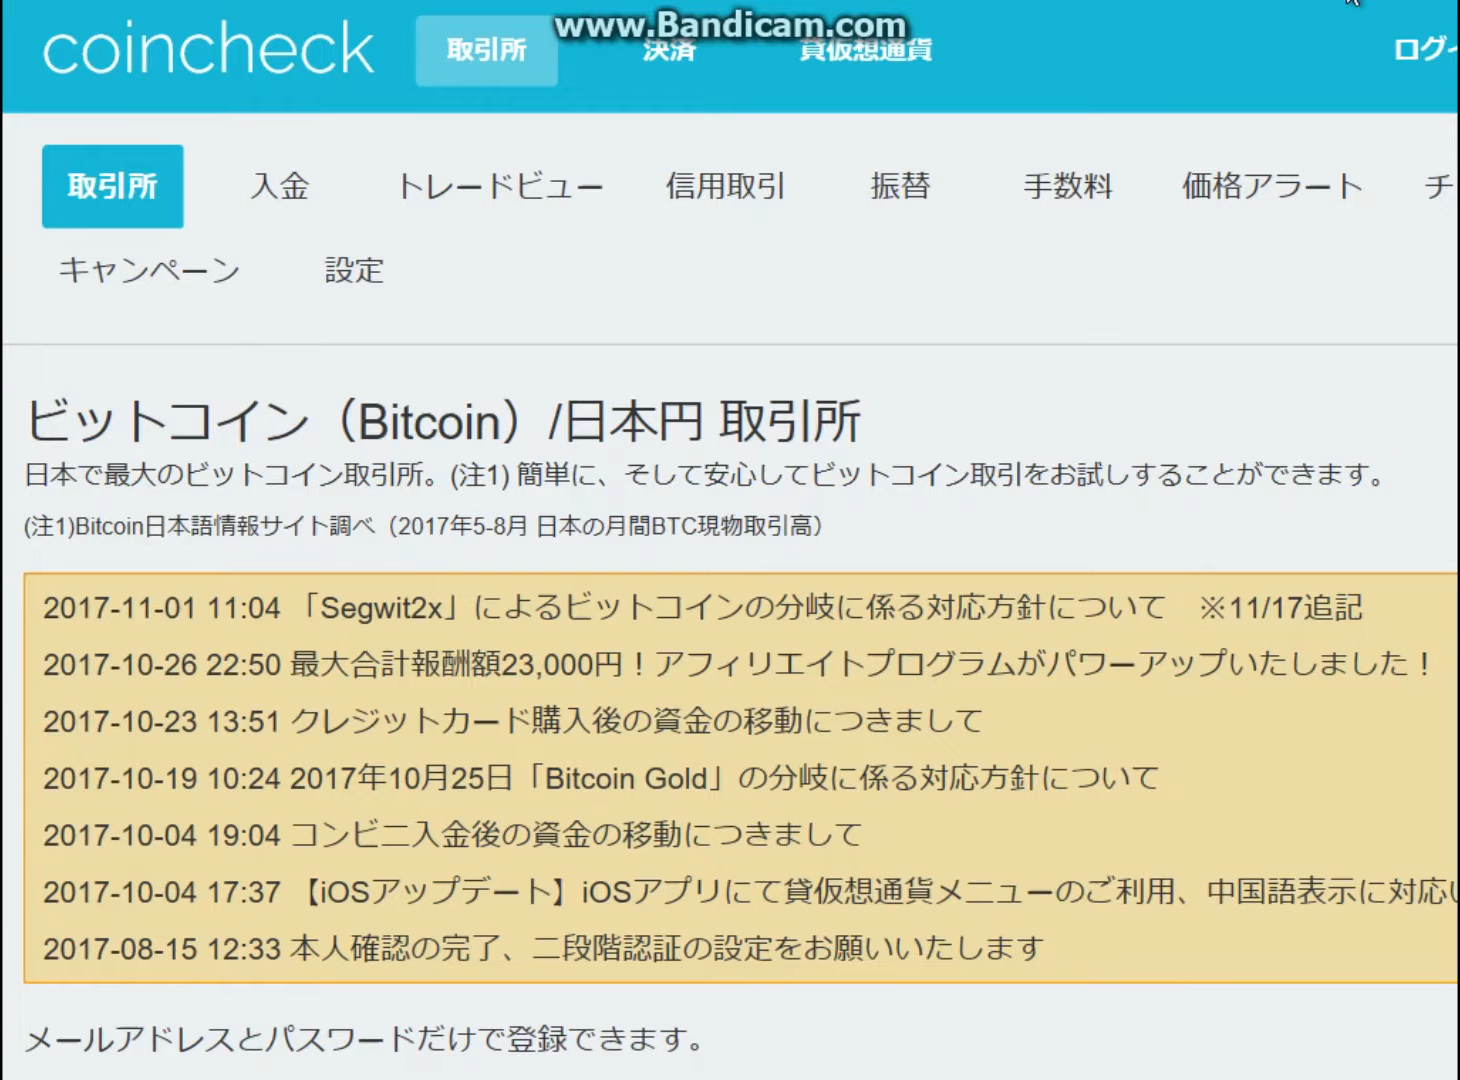 coincheck 取引所 決済 貸仮想通貨
www.Bandicam.com
取引所 入金 トレードビュー 信用取引 振替 手数料 価格アラート
キャンペーン 設定
ビットコイン（Bitcoin）/日本円 取引所
日本で最大のビットコイン取引所。(注1) 簡単に、そして安心してビットコイン取引をお試しすることができます。
(注1)Bitcoin日本語情報サイト調べ（2017年5-8月 日本の月間BTC現物取引高）
2017-11-01 11:04 「Segwit2x」によるビットコインの分岐に係る対応方針について　※11/17追記
2017-10-26 22:50 最大合計報酬額23,000円！アフィリエイトプログラムがパワーアップいたしました！
2017-10-23 13:51 クレジットカード購入後の資金の移動につきまして
2017-10-19 10:24 2017年10月25日「Bitcoin Gold」の分岐に係る対応方針について
2017-10-04 19:04 コンビニ入金後の資金の移動につきまして
2017-10-04 17:37 【iOSアップデート】iOSアプリにて貸仮想通貨メニューのご利用、中国語表示に対応
2017-08-15 12:33 本人確認の完了、二段階認証の設定をお願いいたします
メールアドレスとパスワードだけで登録できます。